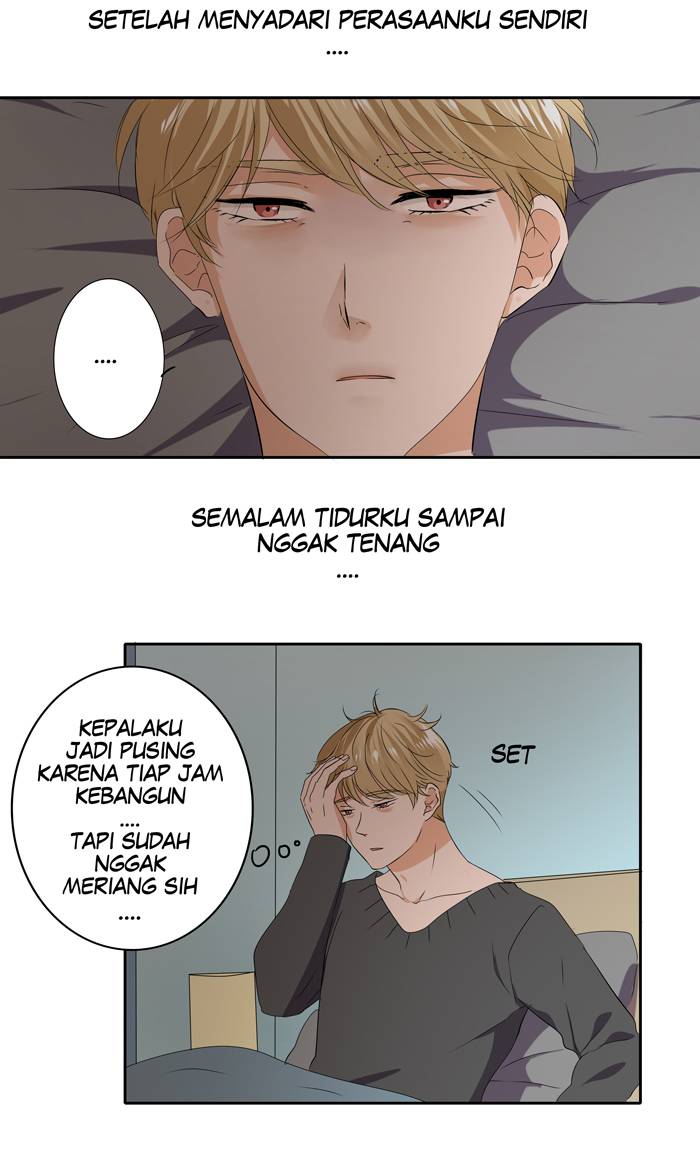 SETELAH MENYADARI PERASAANKU SENDIRI
....
....
SEMALAM TIDURKU SAMPAI
NGGAK TENANG
....
KEPALAKU
JADI PUSING
KARENA TIAP JAM
KEBANGUN
....
TAPI SUDAH
NGGAK
MERIANG SIH
....
SET